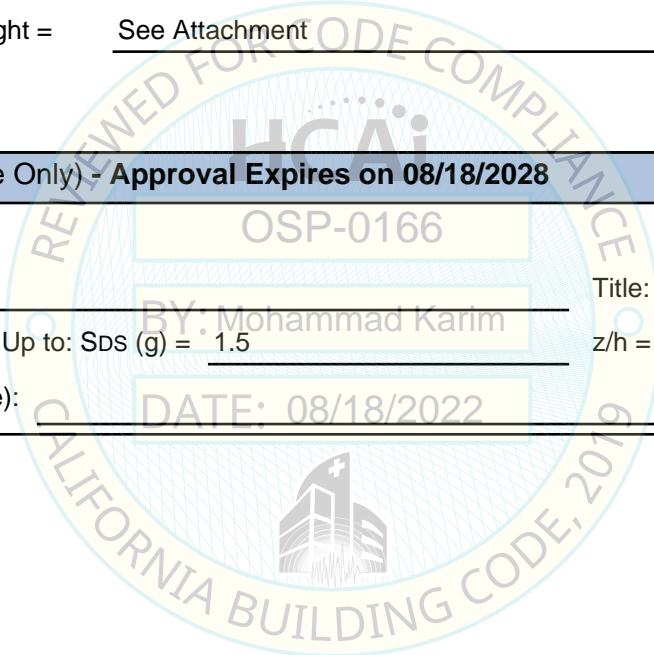 ght = See Attachment
REVIEWED FOR CODE COMPLIANCE
HCAi
e Only) - Approval Expires on 08/18/2028
OSP-0166
Title:
BY: Mohammad Karim
Up to: SDS (g) = 1.5 z/h =
e):
DATE: 08/18/2022
CALIFORNIA BUILDING CODE, 2019